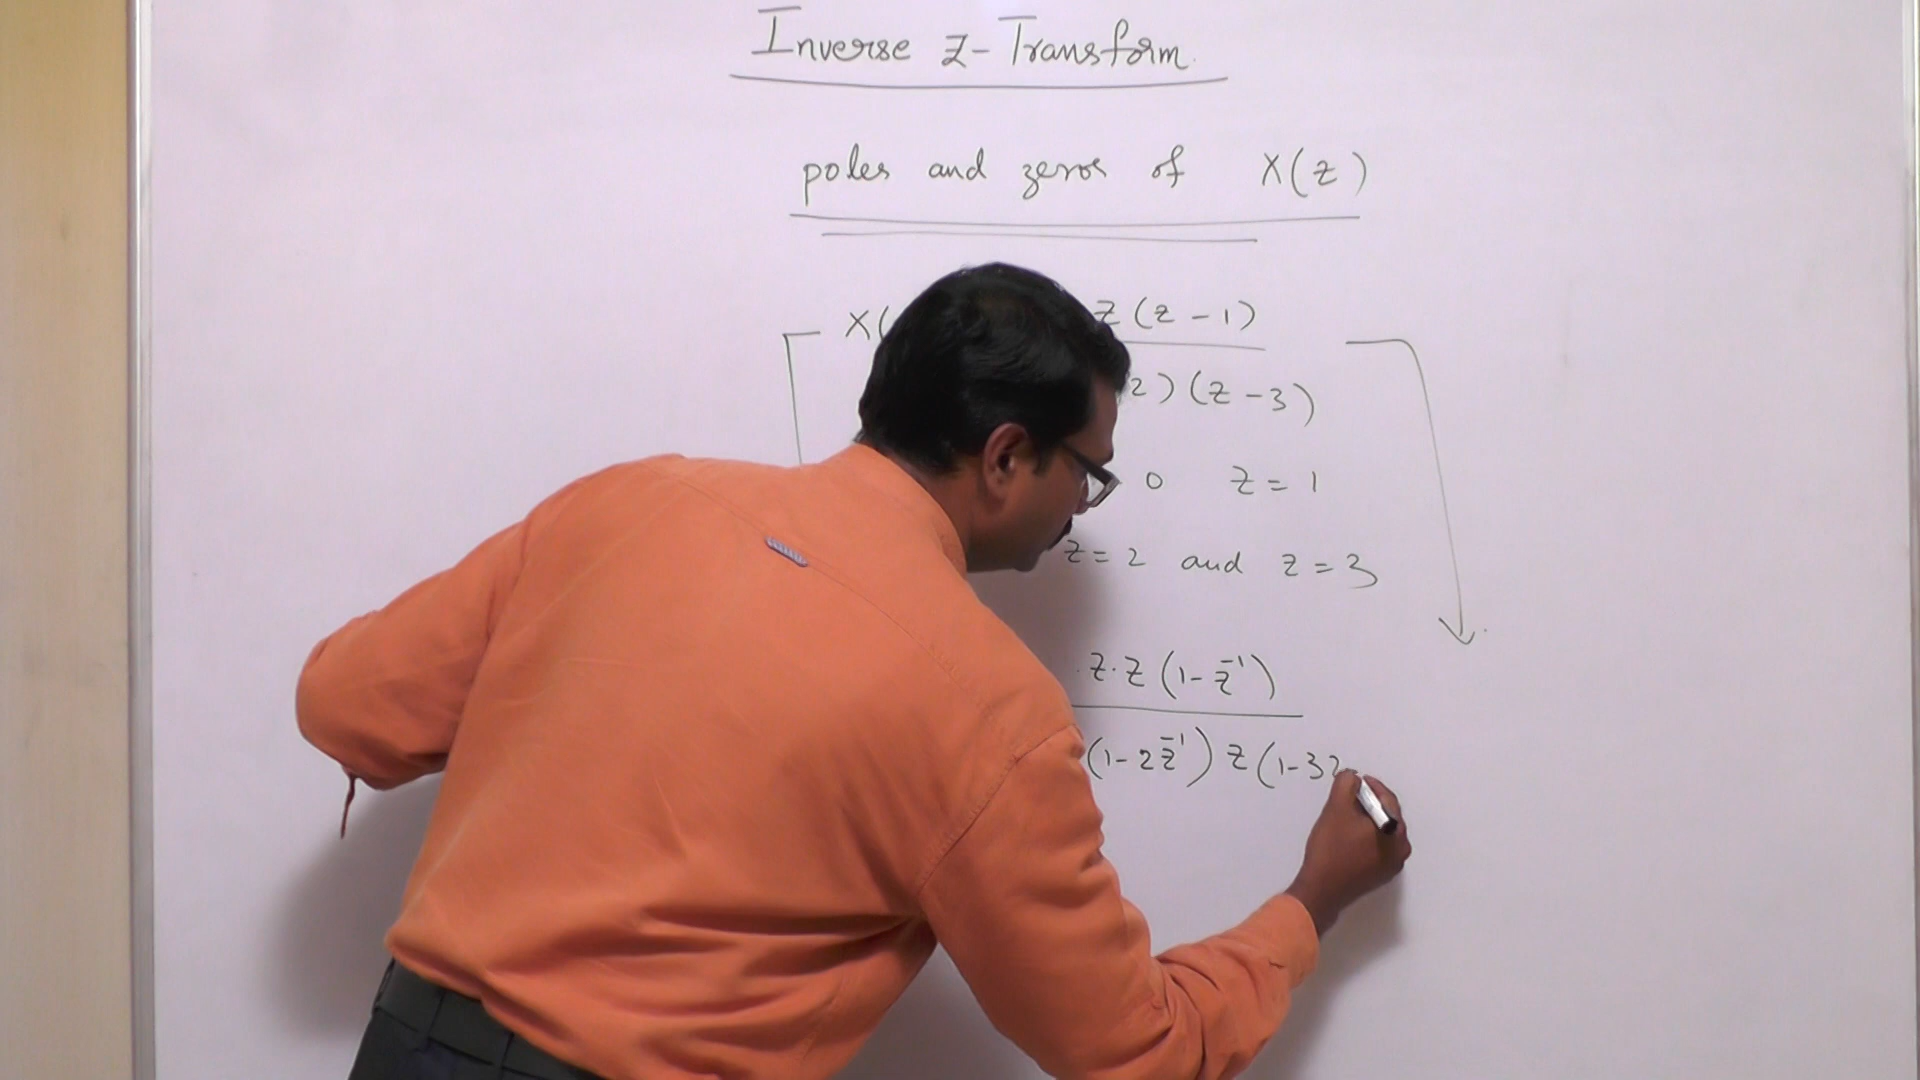 Inverse z-Transform
poles and zeros of X(z)
X( z(z-1)
2)(z-3)
0 z=1
z=2 and z=3
. z.z(1-z⁻¹)
(1-2z⁻¹) z(1-3z